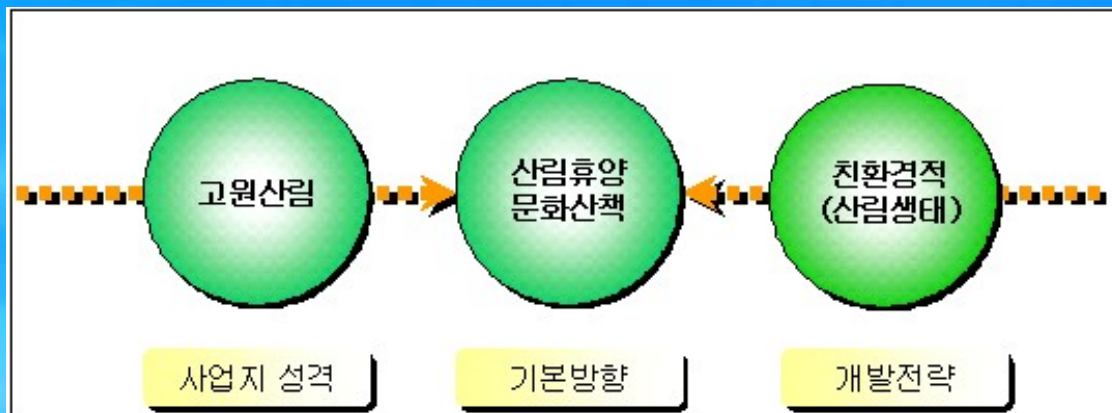 고원산림
산림휴양
문화산책
친환경적
(산림생태)
사업지 성격
기본방향
개발전략